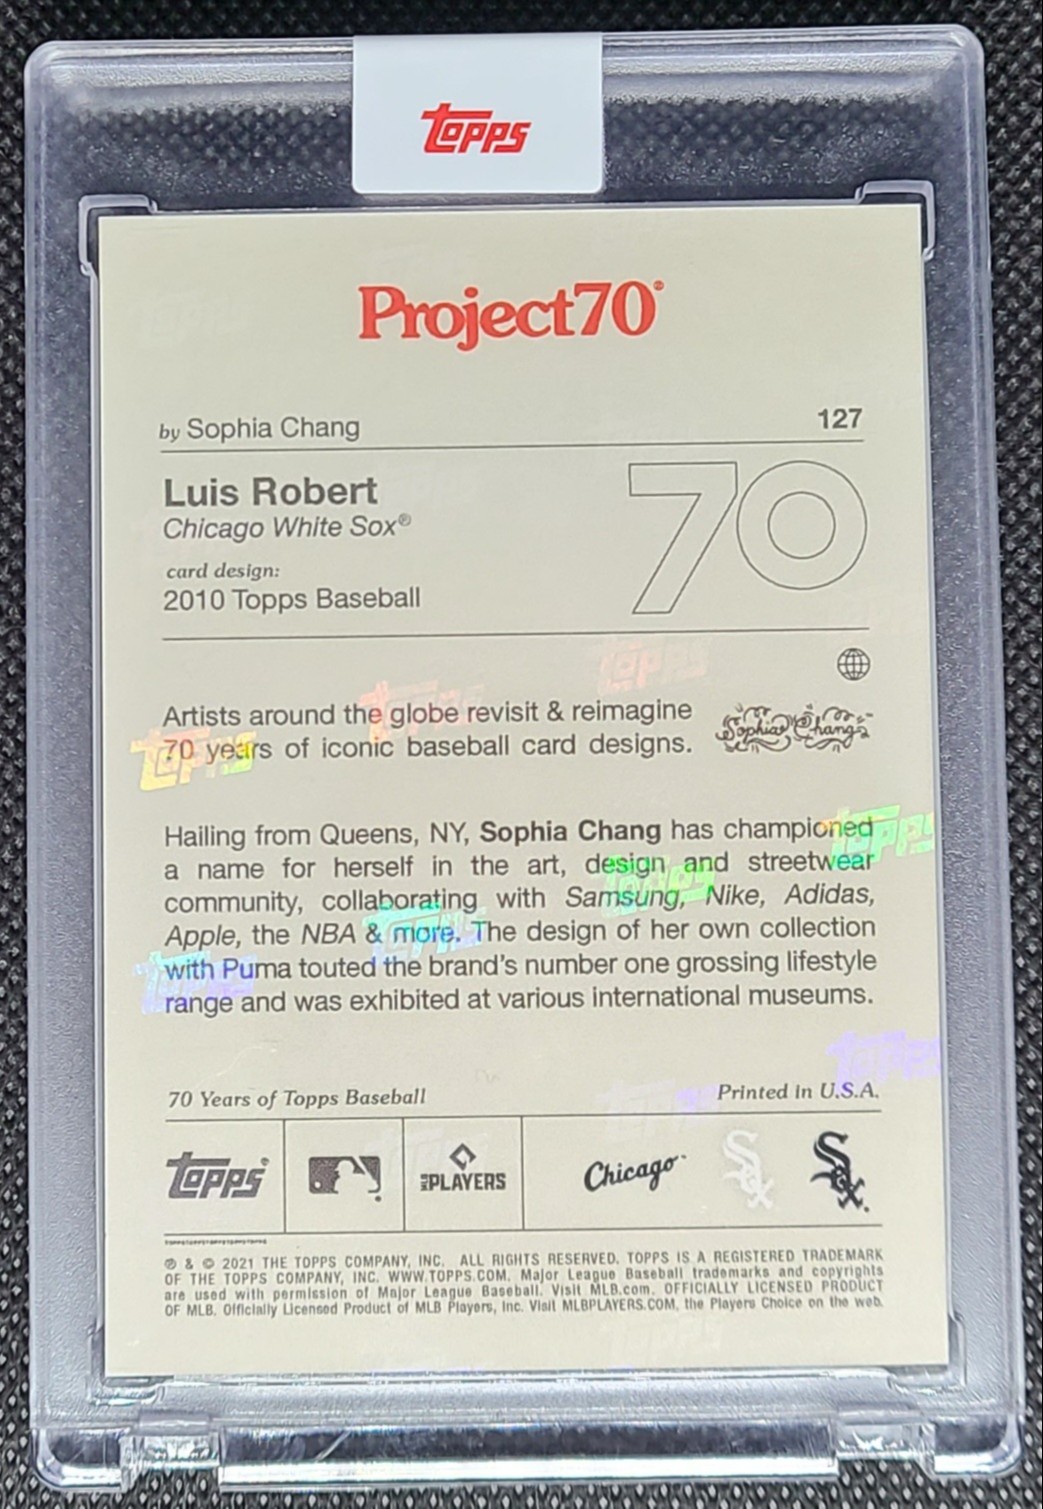 TOPPS
Project70
by Sophia Chang
127
Luis Robert
70
Chicago White Sox®
card design:
2010 Topps Baseball
Artists around the globe revisit & reimagine
70 years of iconic baseball card designs.
Sophia Chang
Hailing from Queens, NY, Sophia Chang has championed
a name for herself in the art, design and streetwear
community, collaborating with Samsung, Nike, Adidas,
Apple, the NBA & more. The design of her own collection
with Puma touted the brand's number one grossing lifestyle
range and was exhibited at various international museums.
70 Years of Topps Baseball
Printed in U.S.A.
TOPPS
PLAYERS
Chicago
Sox
Sox
® & © 2021 THE TOPPS COMPANY, INC. ALL RIGHTS RESERVED. TOPPS IS A REGISTERED TRADEMARK
OF THE TOPPS COMPANY, INC. WWW.TOPPS.COM. Major League Baseball trademarks and copyrights
are used with permission of Major League Baseball. Visit MLB.com. OFFICIALLY LICENSED PRODUCT
OF MLB. Officially Licensed Product of MLB Players, Inc. Visit MLBPLAYERS.COM, the Players Choice on the web.